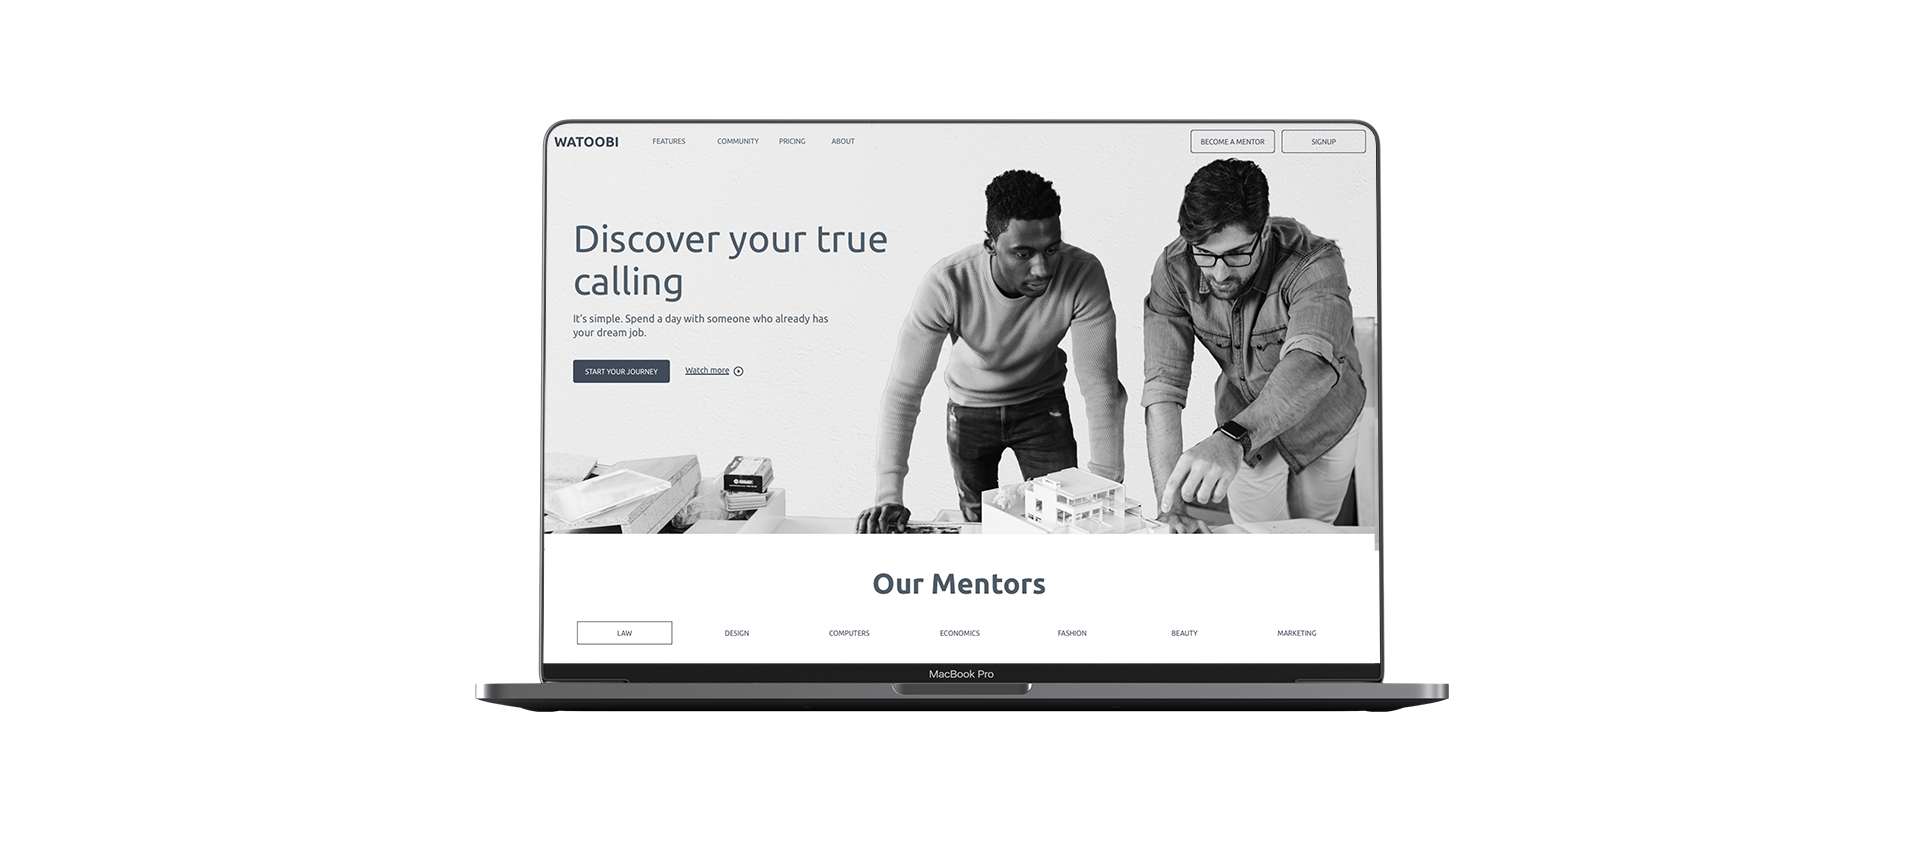 WATOOBI FEATURES COMMUNITY PRICING ABOUT BECOME A MENTOR SIGNUP
Discover your true
calling
It's simple. Spend a day with someone who already has
your dream job.
START YOUR JOURNEY Watch more
Our Mentors
LAW DESIGN COMPUTERS ECONOMICS FASHION BEAUTY MARKETING
MacBook Pro